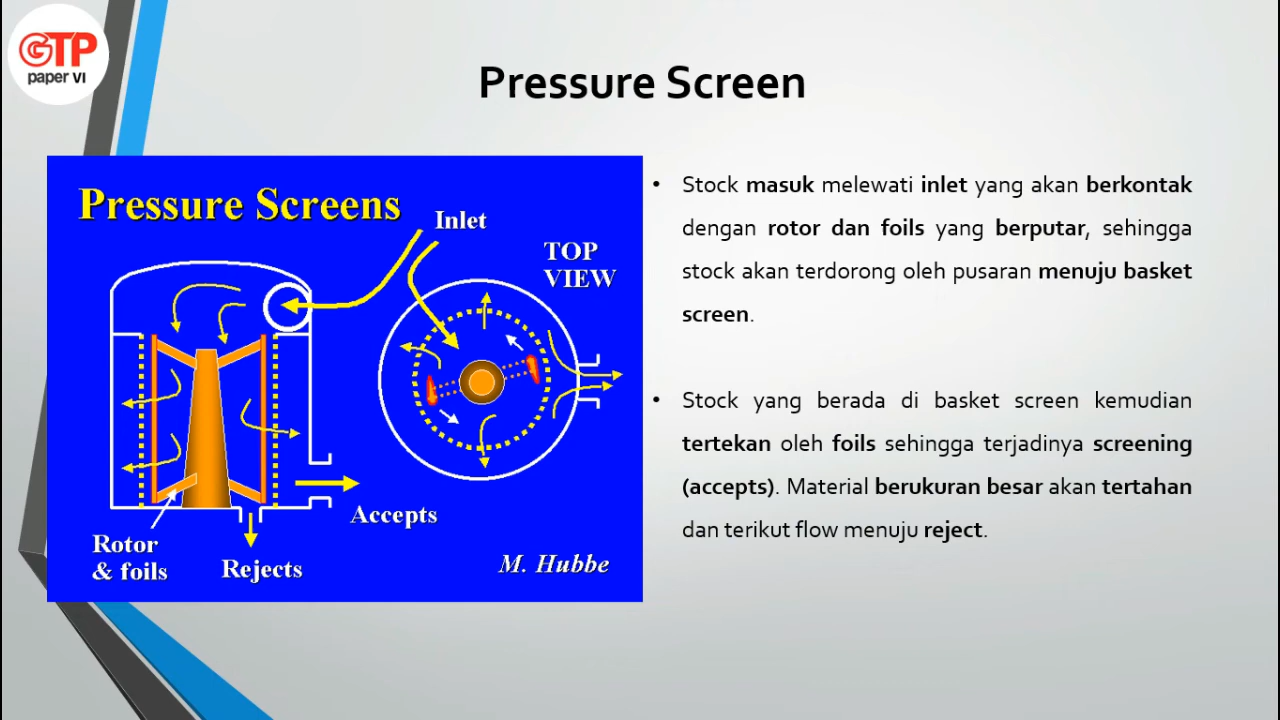 GTP
paper VI
Pressure Screen
Pressure Screens
Inlet
TOP
VIEW
Accepts
Rotor
& foils
Rejects
M. Hubbe
• Stock masuk melewati inlet yang akan berkontak
dengan rotor dan foils yang berputar, sehingga
stock akan terdorong oleh pusaran menuju basket
screen.
• Stock yang berada di basket screen kemudian
tertekan oleh foils sehingga terjadinya screening
(accepts). Material berukuran besar akan tertahan
dan terikut flow menuju reject.